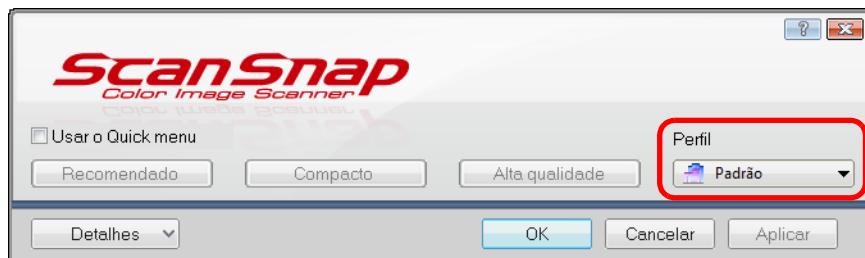 ScanSnap
Color Image Scanner
Usar o Quick menu
Perfil
Recomendado Compacto Alta qualidade Padrão
Detalhes OK Cancelar Aplicar